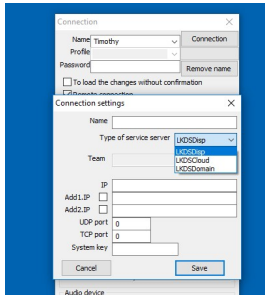 Connection
Name Timothy Connection
Profile
Password Remove name
To load the changes without confirmation
Remote connection
Connection settings
Name
Type of service server LKDSDisp
LKDSDisp
Team LKDSCloud
LKDSDomain
IP
Add1.IP
Add2.IP
UDP port 0
TCP port 0
System key
Cancel Save
Audio device